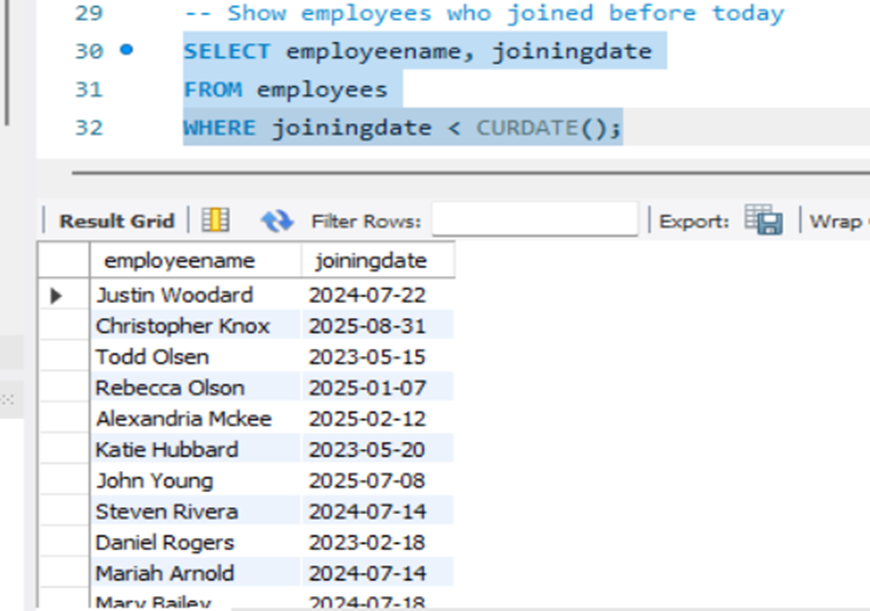 29 -- Show employees who joined before today
30 SELECT employeename, joiningdate
31 FROM employees
32 WHERE joiningdate < CURDATE();
Result Grid Filter Rows: Export: Wrap
employeename joiningdate
Justin Woodard 2024-07-22
Christopher Knox 2025-08-31
Todd Olsen 2023-05-15
Rebecca Olson 2025-01-07
Alexandria Mckee 2025-02-12
Katie Hubbard 2023-05-20
John Young 2025-07-08
Steven Rivera 2024-07-14
Daniel Rogers 2023-02-18
Mariah Arnold 2024-07-14
Mary Bailey 2024-07-18